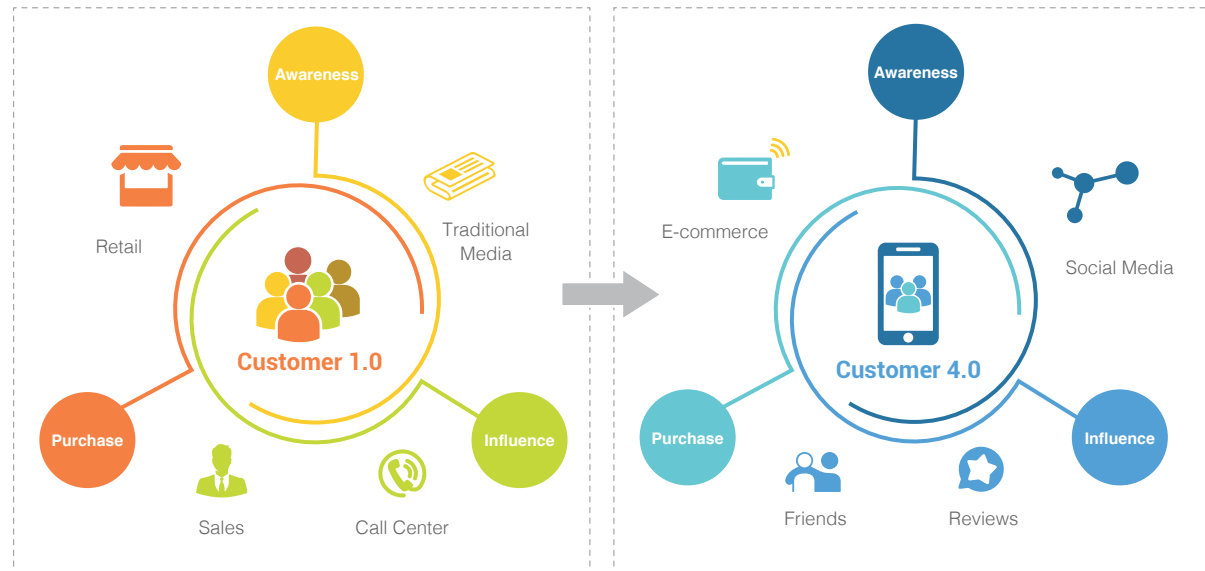 Awareness
Retail
Traditional
Media
Customer 1.0
Purchase
Influence
Sales
Call Center
Awareness
E-commerce
Social Media
Customer 4.0
Purchase
Influence
Friends
Reviews